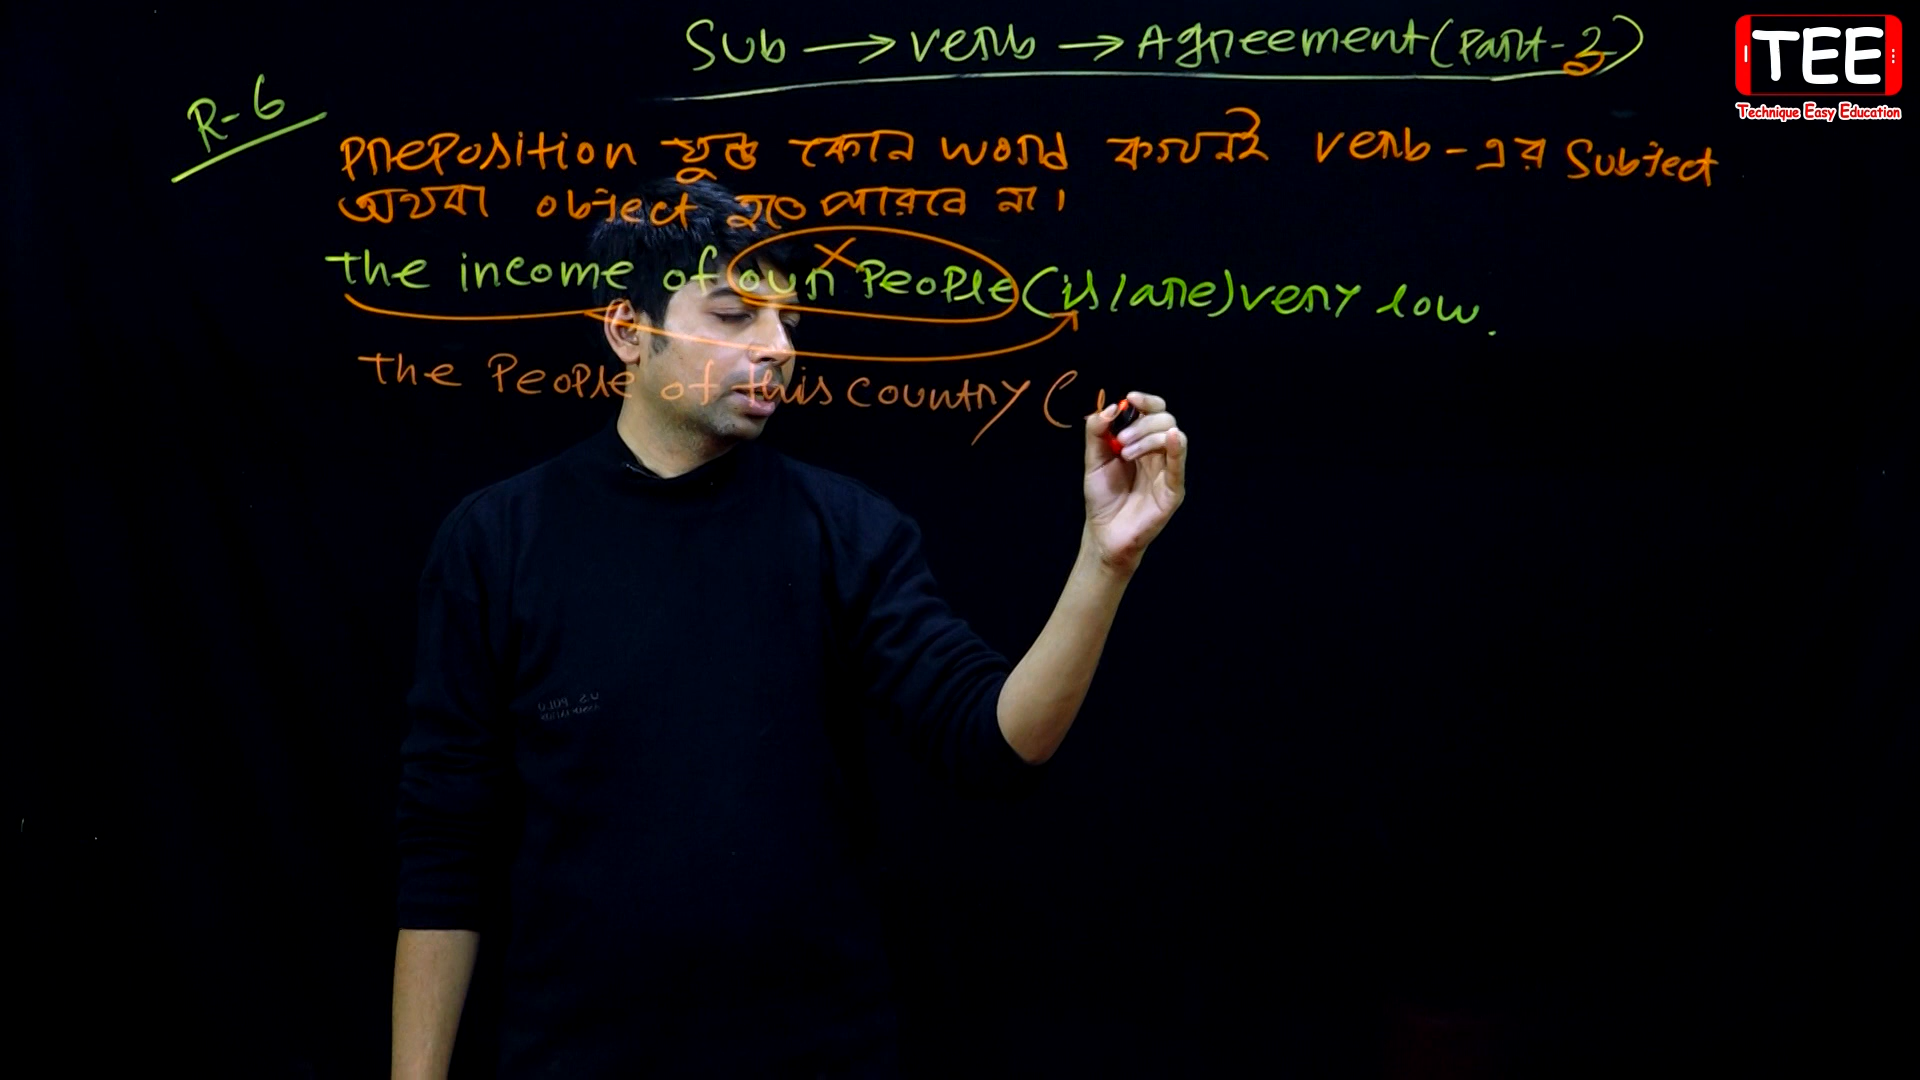 Sub → verb → Agreement (Part-2)
TEE
Technique Easy Education
R-6
Preposition যুক্ত কোন word কখনই verb-এর Subject
অথবা object হতে পারবে না।
the income of our People (is/are) very low.
the People of this country (
U.S. POLO